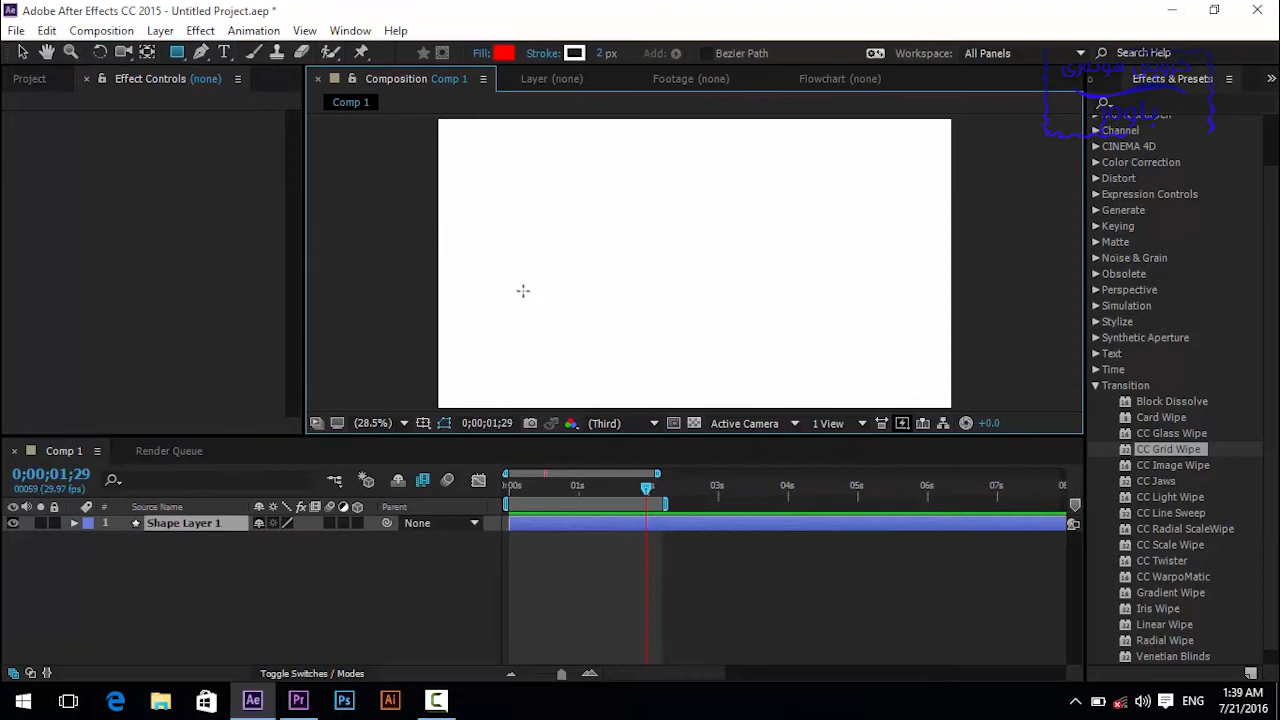 Adobe After Effects CC 2015 - Untitled Project.aep *
File Edit Composition Layer Effect Animation View Window Help
Fill: Stroke: 2 px Add: Bezier Path Workspace: All Panels Search Help
Project Effect Controls (none) Composition Comp 1 Layer (none) Footage (none) Flowchart (none) Effects & Presets
Comp 1
Channel
CINEMA 4D
Color Correction
Distort
Expression Controls
Generate
Keying
Matte
Noise & Grain
Obsolete
Perspective
Simulation
Stylize
Synthetic Aperture
Text
Time
Transition
Block Dissolve
Card Wipe
CC Glass Wipe
CC Grid Wipe
CC Image Wipe
CC Jaws
CC Light Wipe
CC Line Sweep
CC Radial ScaleWipe
CC Scale Wipe
CC Twister
CC WarpoMatic
Gradient Wipe
Iris Wipe
Linear Wipe
Radial Wipe
Venetian Blinds
(28.5%) 0;00;01;29 (Third) Active Camera 1 View +0.0
Comp 1 Render Queue
0;00;01;29
00059 (29.97 fps)
:00s 01s 03s 04s 05s 06s 07s
# Source Name Parent
1 Shape Layer 1 None
Toggle Switches / Modes
ENG 1:39 AM
7/21/2016